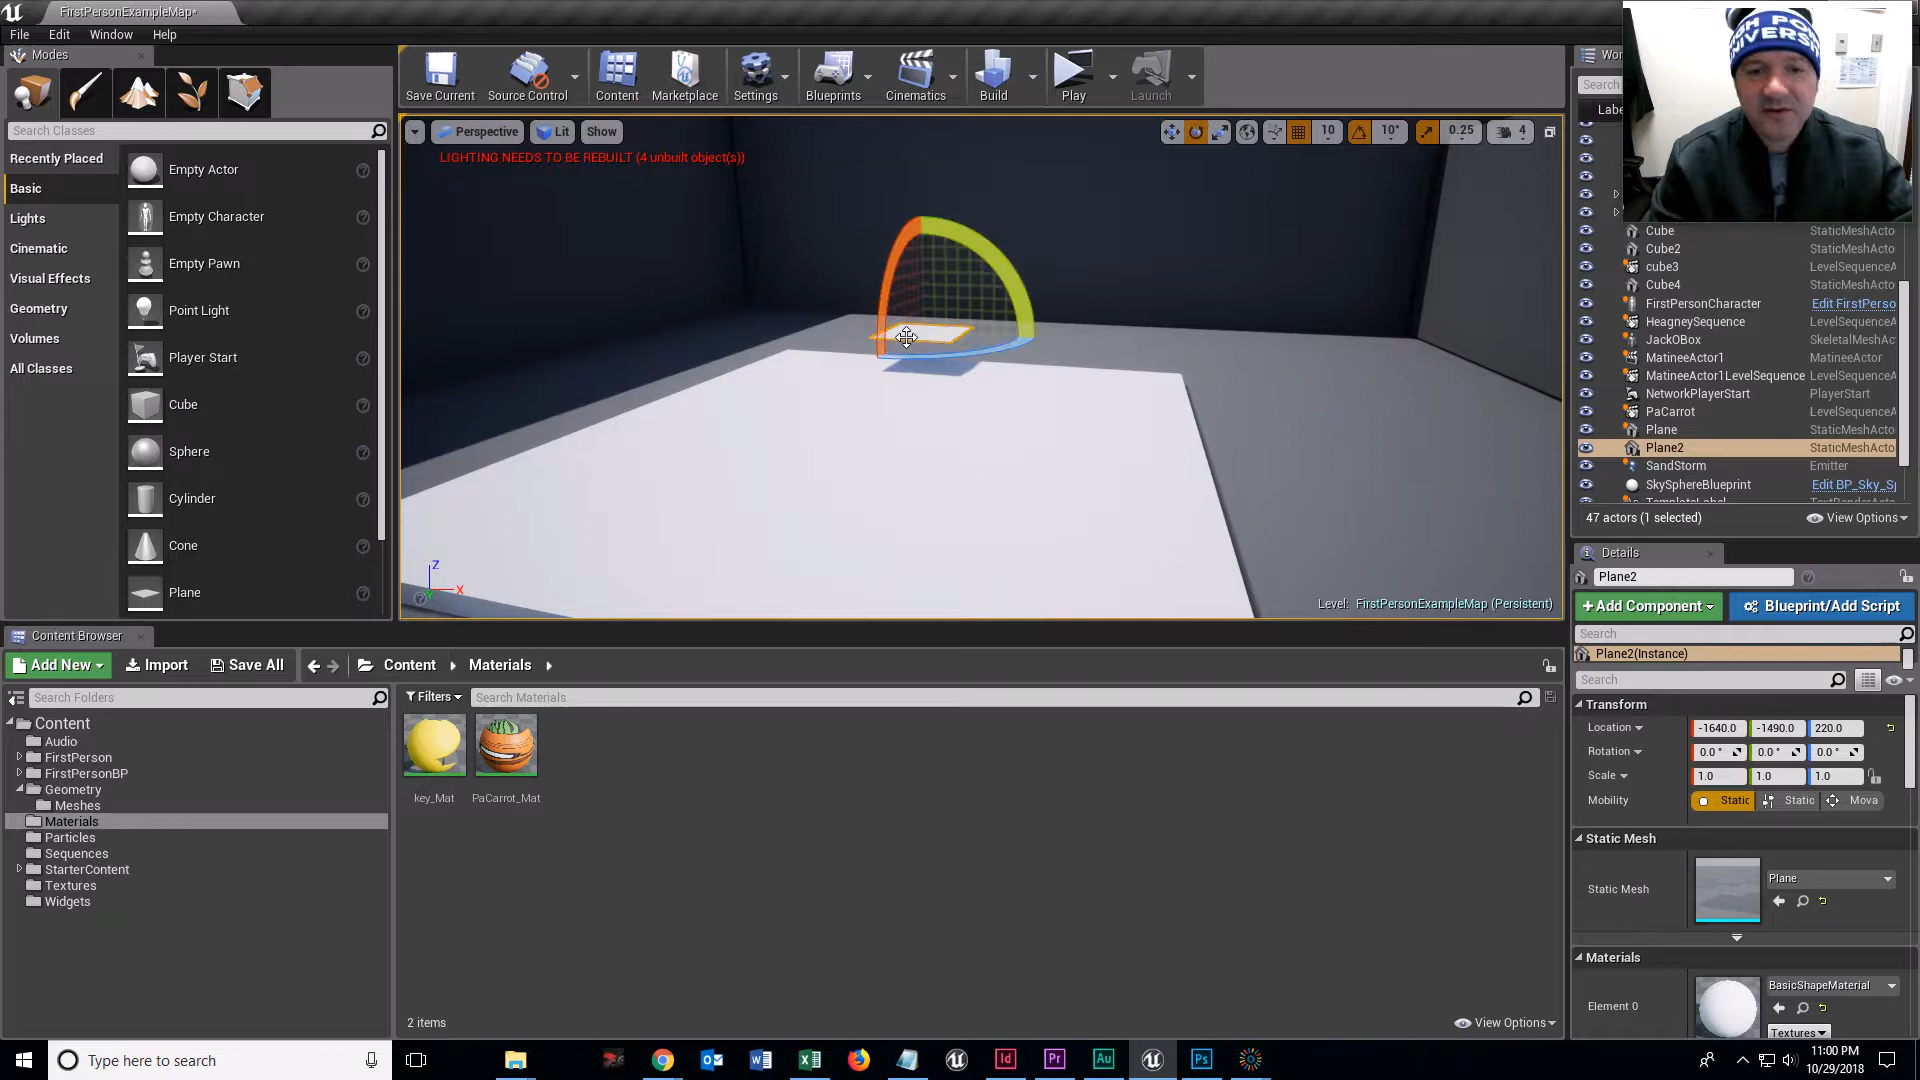 FirstPersonExampleMap*
File Edit Window Help
Modes
Save Current Source Control Content Marketplace Settings Blueprints Cinematics Build Play Launch
Search Classes
Recently Placed
Basic
Lights
Cinematic
Visual Effects
Geometry
Volumes
All Classes
Empty Actor
Empty Character
Empty Pawn
Point Light
Player Start
Cube
Sphere
Cylinder
Cone
Plane
Perspective Lit Show
10 10° 0.25 4
LIGHTING NEEDS TO BE REBUILT (4 unbuilt object(s))
Z
X
Level: FirstPersonExampleMap (Persistent)
Search
Labe
Cube StaticMeshActo
Cube2 StaticMeshActo
cube3 LevelSequenceA
Cube4 StaticMeshActo
FirstPersonCharacter Edit FirstPerso
HeagneySequence LevelSequenceA
JackOBox SkeletalMeshAc
MatineeActor1 MatineeActor
MatineeActor1LevelSequence LevelSequenceA
NetworkPlayerStart PlayerStart
PaCarrot LevelSequenceA
Plane StaticMeshActo
Plane2 StaticMeshActo
SandStorm Emitter
SkySphereBlueprint Edit BP_Sky_Sp
47 actors (1 selected) View Options
Details
Plane2
+Add Component Blueprint/Add Script
Search
Plane2(Instance)
Search
Transform
Location -1640.0 -1490.0 220.0
Rotation 0.0 ° 0.0 ° 0.0 °
Scale 1.0 1.0 1.0
Mobility Static Static Mova
Static Mesh
Static Mesh Plane
Materials
Element 0 BasicShapeMaterial
Textures
Content Browser
Add New Import Save All Content Materials
Search Folders
Filters Search Materials
Content
Audio
FirstPerson
FirstPersonBP
Geometry
Meshes
Materials
Particles
Sequences
StarterContent
Textures
Widgets
key_Mat PaCarrot_Mat
2 items View Options
Type here to search
11:00 PM
10/29/2018